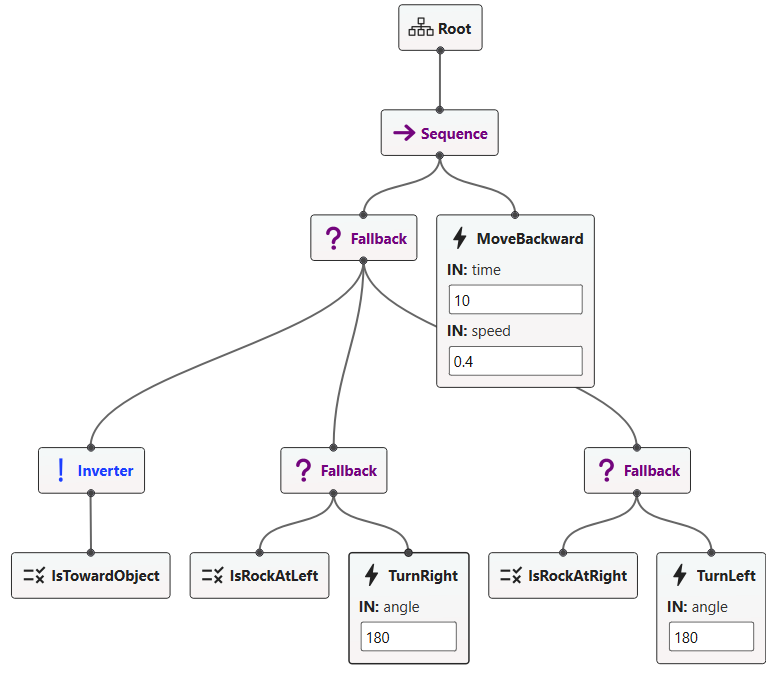 Root
Sequence
Fallback
MoveBackward
IN: time
10
IN: speed
0.4
Inverter
Fallback
Fallback
IsTowardObject
IsRockAtLeft
TurnRight
IN: angle
180
IsRockAtRight
TurnLeft
IN: angle
180